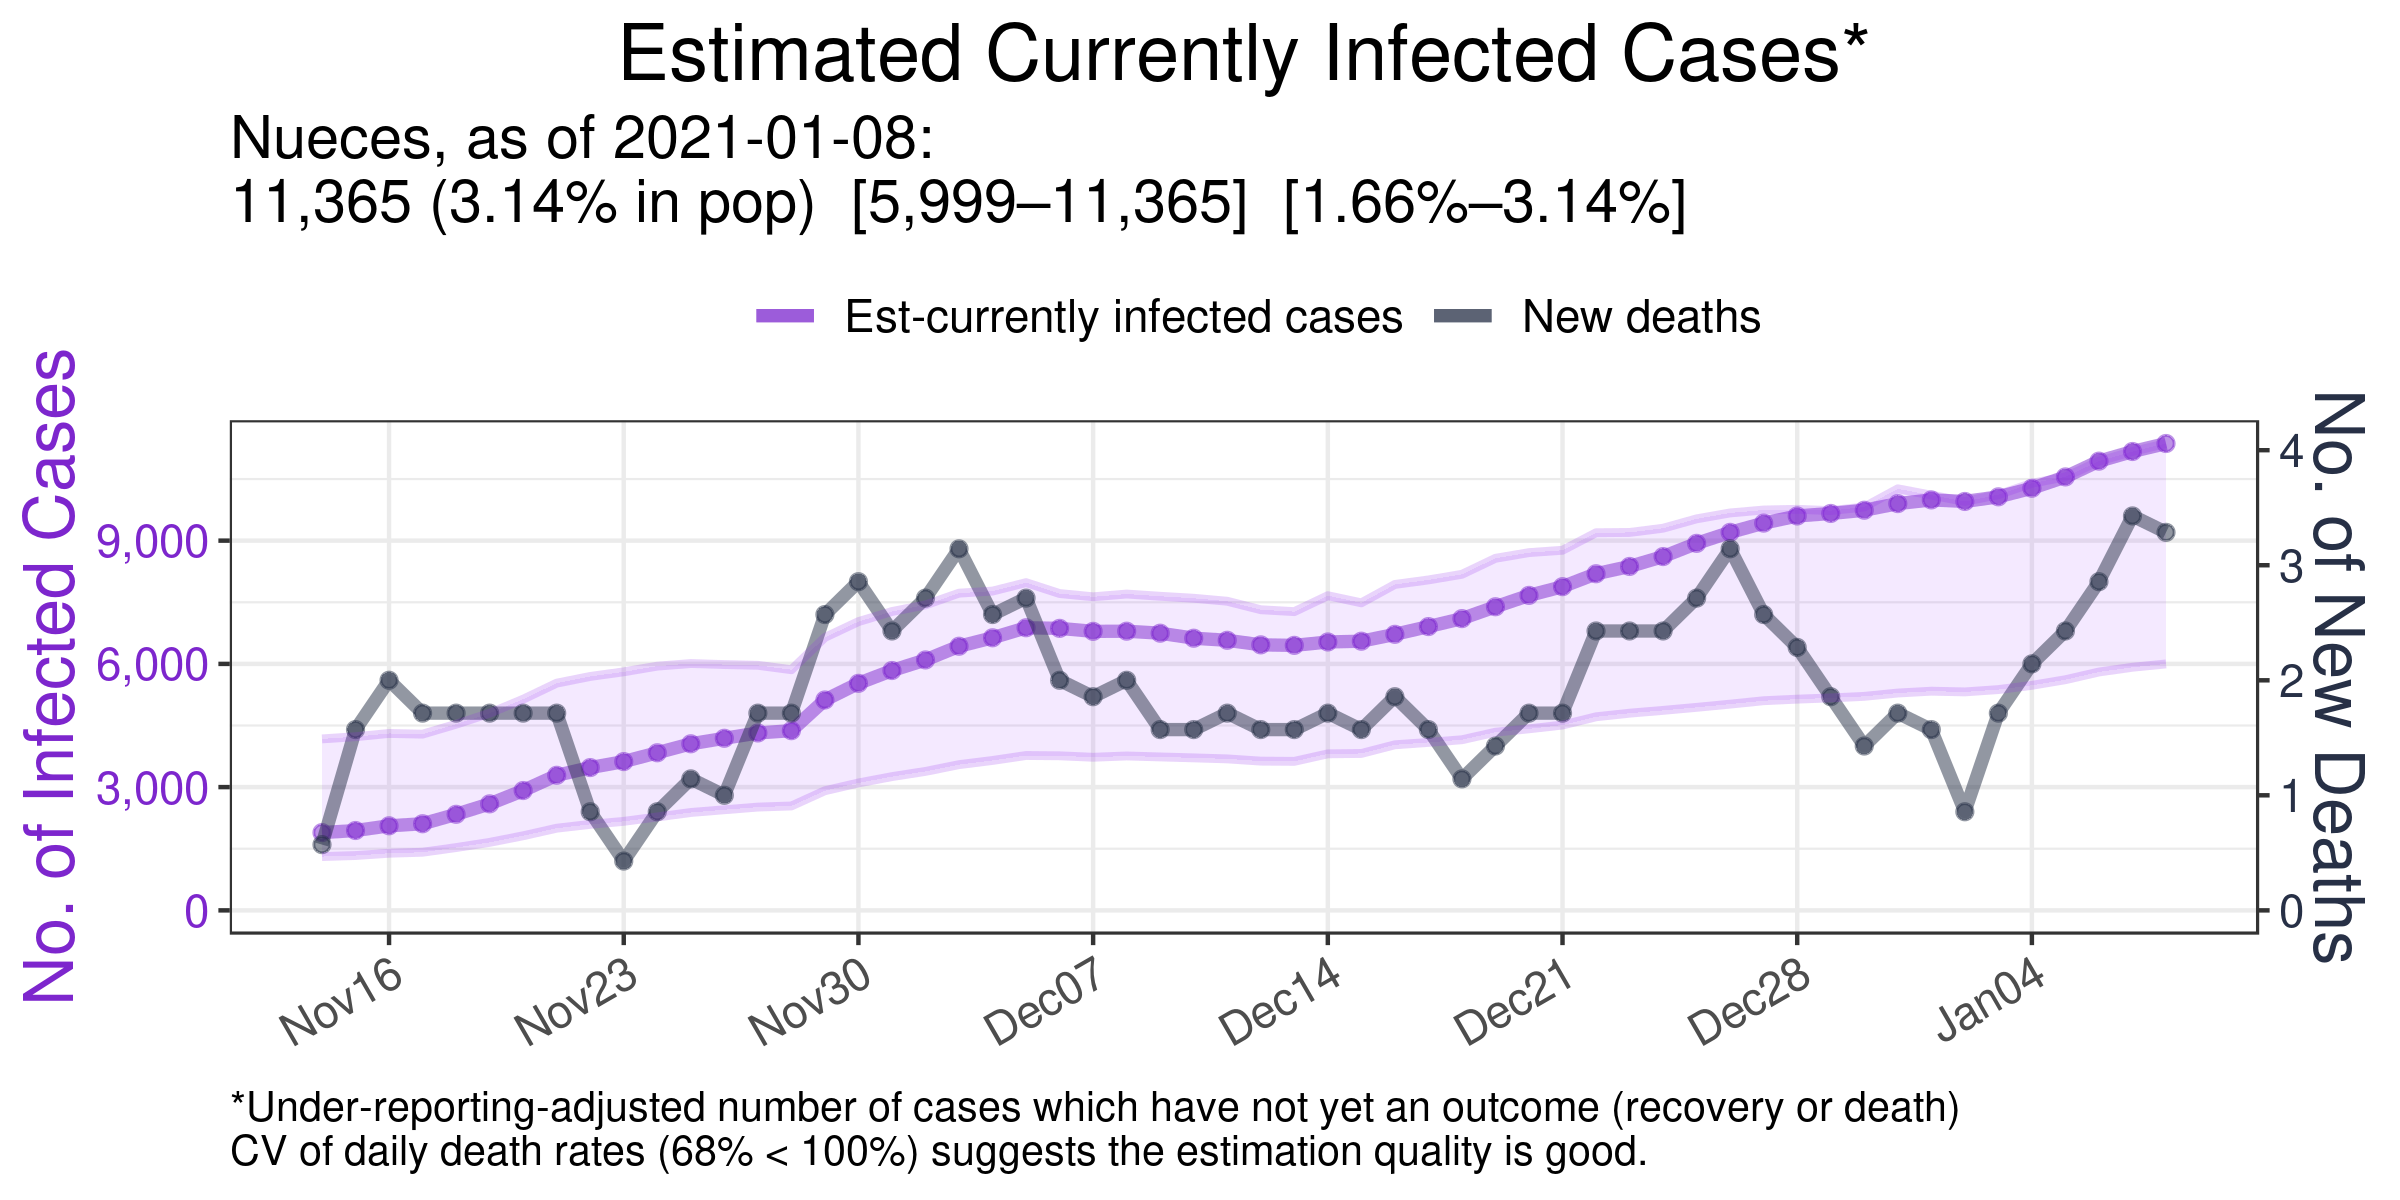 Estimated Currently Infected Cases*
Nueces, as of 2021-01-08:
11,365 (3.14% in pop)  [5,999–11,365]  [1.66%–3.14%]
Est-currently infected cases
New deaths
No. of Infected Cases
9,000
6,000
3,000
0
4
3
2
1
0
No. of New Deaths
Nov16
Nov23
Nov30
Dec07
Dec14
Dec21
Dec28
Jan04
*Under-reporting-adjusted number of cases which have not yet an outcome (recovery or death)
CV of daily death rates (68% < 100%) suggests the estimation quality is good.